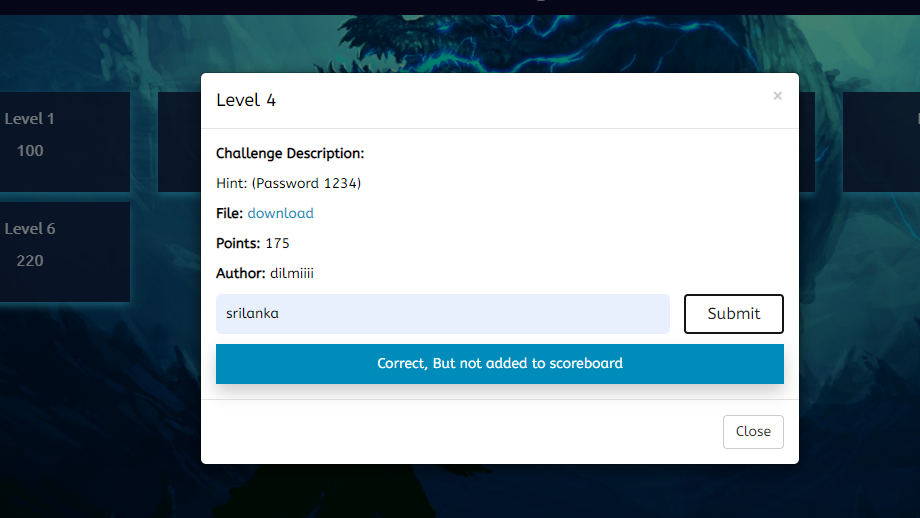 Level 4
×
Level 1
100
Challenge Description:
Hint: (Password 1234)
File: download
Level 6
220
Points: 175
Author: dilmiiii
srilanka
Submit
Correct, But not added to scoreboard
Close